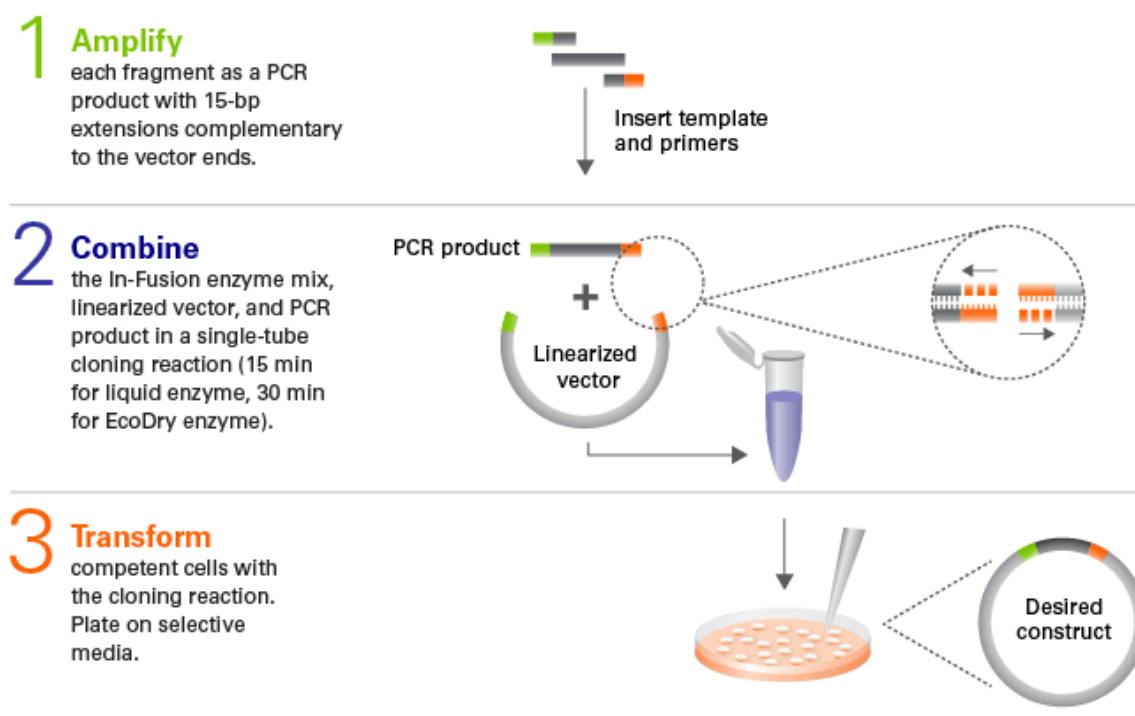 1 Amplify
each fragment as a PCR
product with 15-bp
extensions complementary
to the vector ends.
Insert template
and primers
2 Combine
the In-Fusion enzyme mix,
linearized vector, and PCR
product in a single-tube
cloning reaction (15 min
for liquid enzyme, 30 min
for EcoDry enzyme).
PCR product
+
Linearized
vector
3 Transform
competent cells with
the cloning reaction.
Plate on selective
media.
Desired
construct